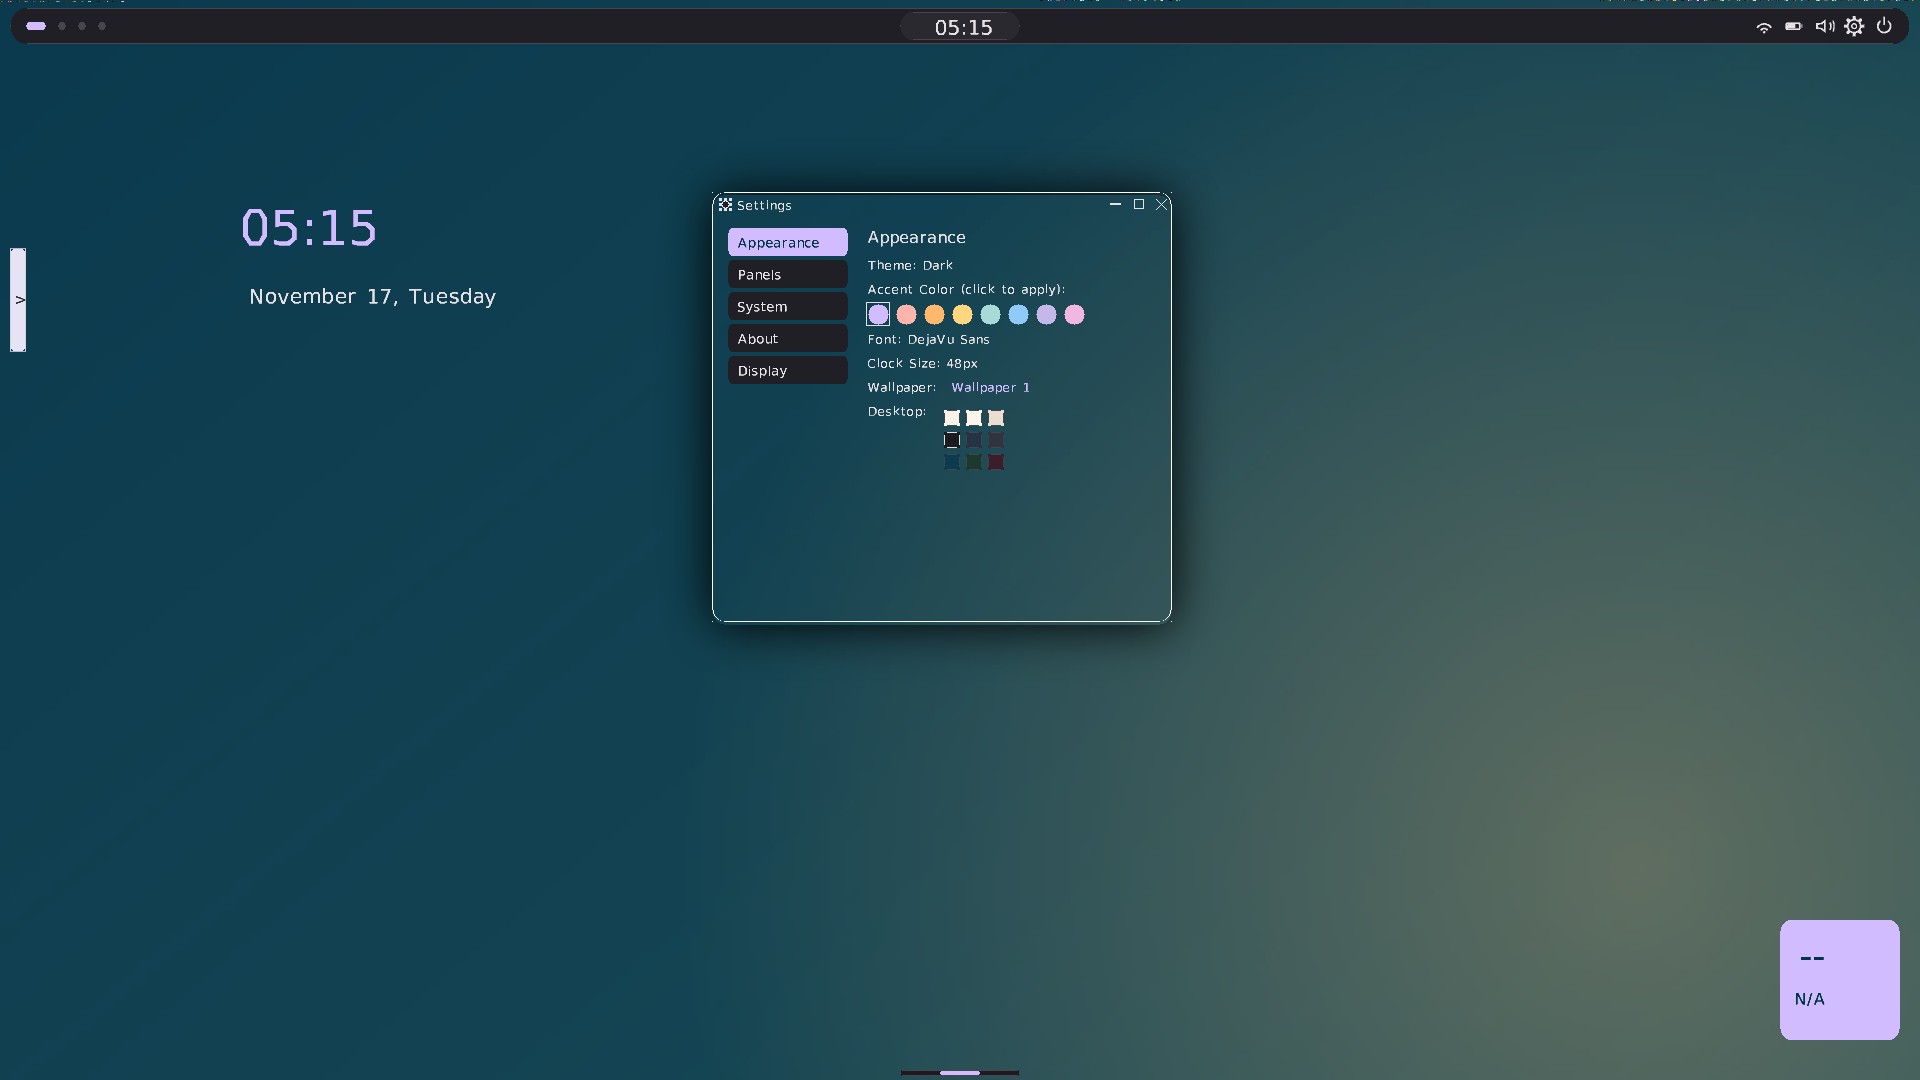 05:15
05:15
November 17, Tuesday
>
Settings
Appearance
Panels
System
About
Display
Appearance
Theme: Dark
Accent Color (click to apply):
Font: DejaVu Sans
Clock Size: 48px
Wallpaper: Wallpaper 1
Desktop:
--
N/A